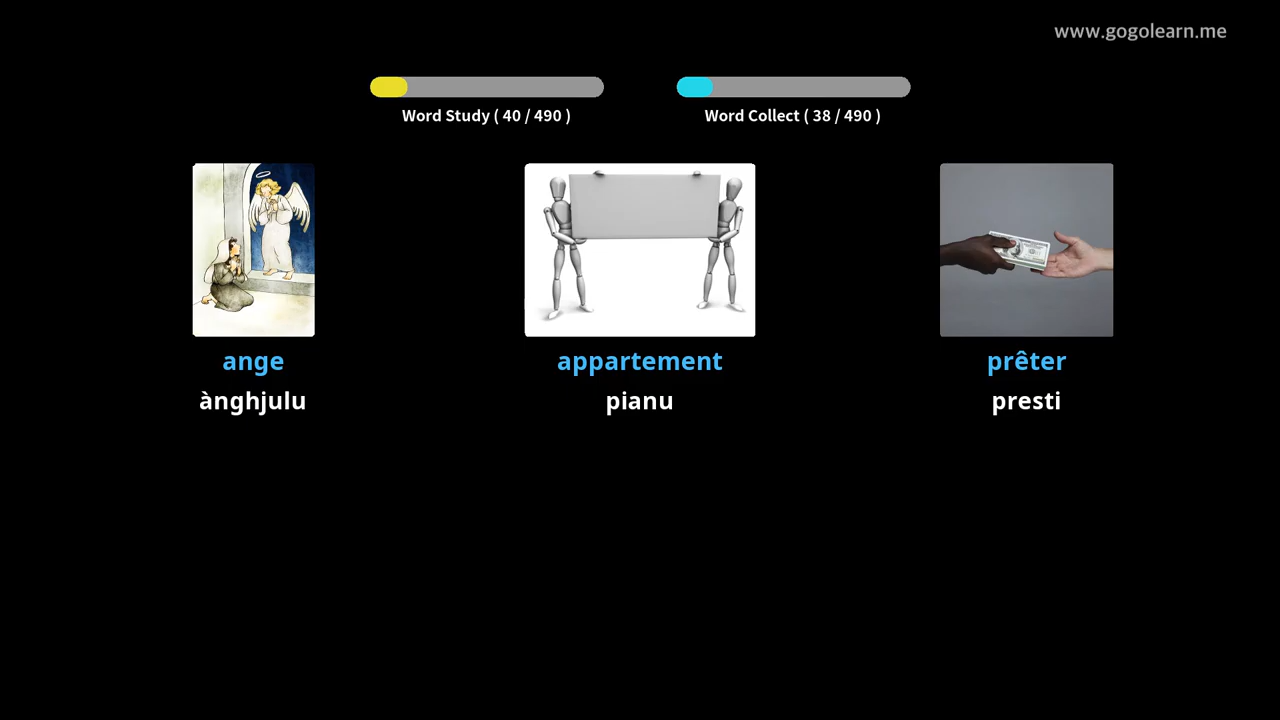 www.gogolearn.me
Word Study ( 40 / 490 )
Word Collect ( 38 / 490 )
ange
appartement
prêter
ànghjulu
pianu
presti